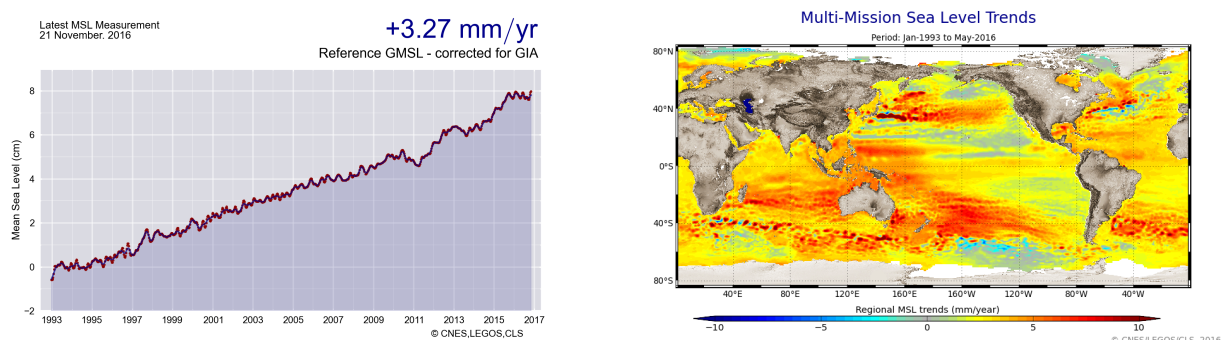 Latest MSL Measurement
21 November. 2016
+3.27 mm/yr
Reference GMSL - corrected for GIA
Mean Sea Level (cm)
8
6
4
2
0
−2
1993 1995 1997 1999 2001 2003 2005 2007 2009 2011 2013 2015 2017
© CNES,LEGOS,CLS
Multi-Mission Sea Level Trends
Period: Jan-1993 to May-2016
80°N
40°N
0°S
40°S
80°S
40°E 80°E 120°E 160°E 160°W 120°W 80°W 40°W
Regional MSL trends (mm/year)
−10 −5 0 5 10
© CNES/LEGOS/CLS, 2016